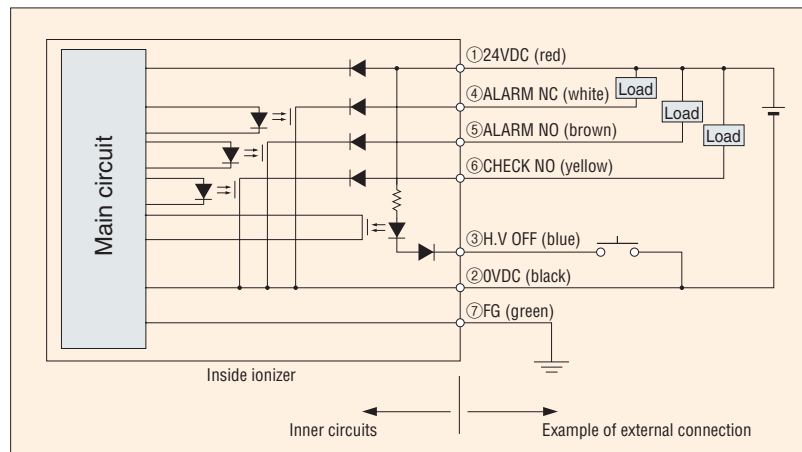 ①24VDC (red)
④ALARM NC (white)
Load
⑤ALARM NO (brown)
Load
Load
⑥CHECK NO (yellow)
Main circuit
③H.V OFF (blue)
②0VDC (black)
⑦FG (green)
Inside ionizer
Inner circuits
Example of external connection